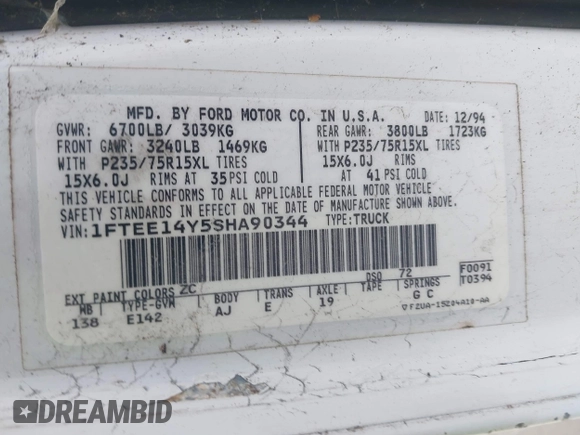 MFD. BY FORD MOTOR CO. IN U.S.A.
DATE: 12/94
GVWR: 6700LB/ 3039KG
FRONT GAWR: 3240LB 1469KG
WITH P235/75R15XL TIRES
15X6.0J RIMS AT 35 PSI COLD
REAR GAWR: 3800LB 1723KG
WITH P235/75R15XL TIRES
15X6.0J RIMS
AT 41 PSI COLD
THIS VEHICLE CONFORMS TO ALL APPLICABLE FEDERAL MOTOR VEHICLE
SAFETY STANDARDS IN EFFECT ON THE DATE OF MANUFACTURE SHOWN ABOVE.
VIN: 1FTEE14Y5SHA90344 TYPE: TRUCK
EXT PAINT COLORS ZC DSO 72 F0091
WB TYPE-GVM BODY TRANS AXLE TAPE SPRINGS T0394
138 E142 AJ E 19 G C
F2UA-15204A10-AA
DREAMBID